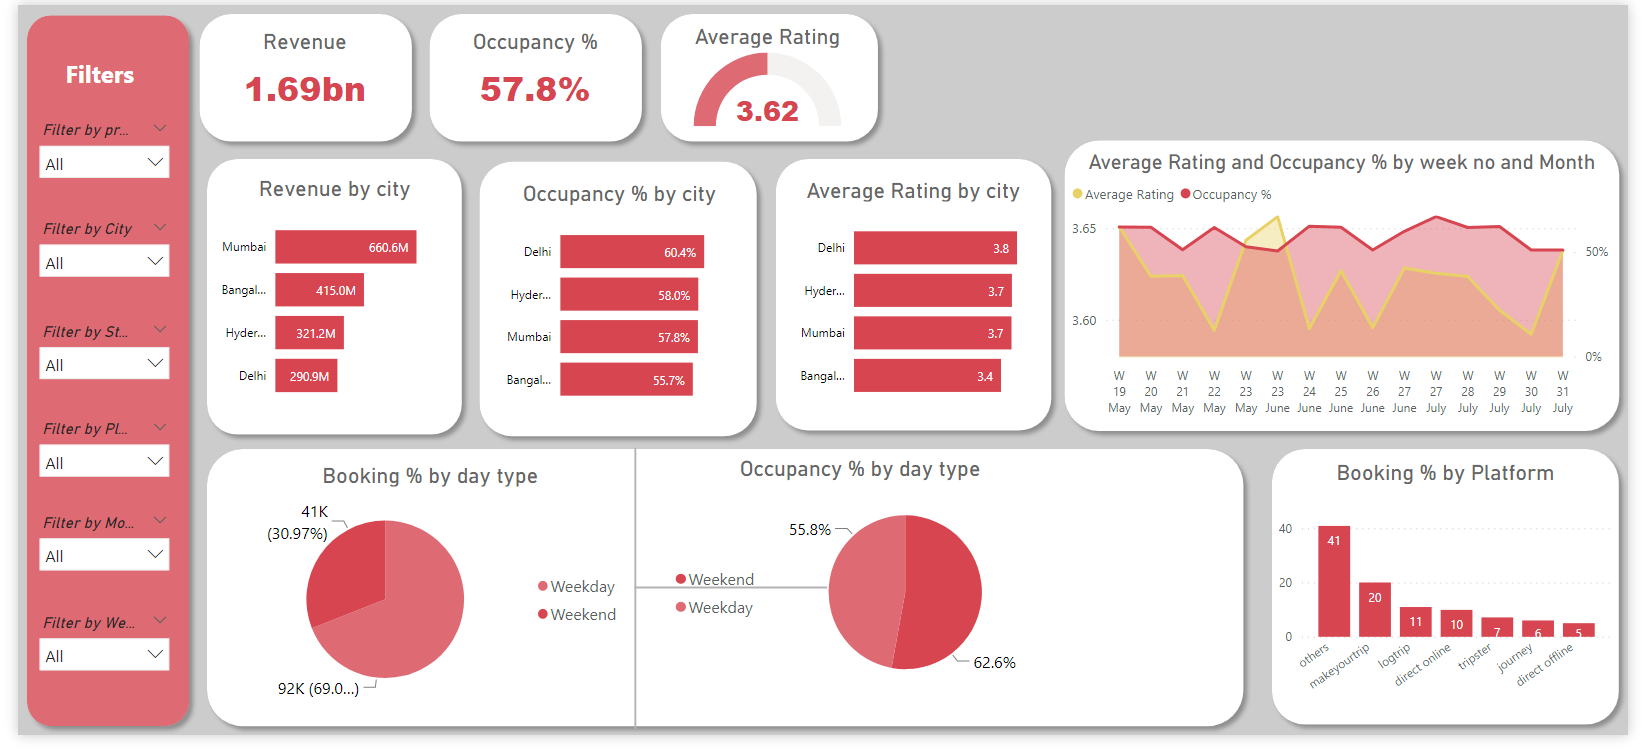 Filters
Filter by pr...
All
Filter by City
All
Filter by St...
All
Filter by Pl...
All
Filter by Mo...
All
Filter by We...
All
Revenue
1.69bn
Occupancy %
57.8%
Average Rating
3.62
Revenue by city
Mumbai 660.6M
Bangal... 415.0M
Hyder... 321.2M
Delhi 290.9M
Occupancy % by city
Delhi 60.4%
Hyder... 58.0%
Mumbai 57.8%
Bangal... 55.7%
Average Rating by city
Delhi 3.8
Hyder... 3.7
Mumbai 3.7
Bangal... 3.4
Average Rating and Occupancy % by week no and Month
Average Rating Occupancy %
3.65
50%
3.60
0%
W W W W W W W W W W W W W W W
19 20 21 22 23 23 24 25 26 27 27 28 29 30 31
May May May May May June June June June June July July July July July
Booking % by day type
41K
(30.97%)
92K (69.0...)
Weekday
Weekend
Occupancy % by day type
55.8%
Weekend
Weekday
62.6%
Booking % by Platform
40
20
0
41 20 11 10 7 6 5
others makeyourtrip logtrip direct online tripster journey direct offline